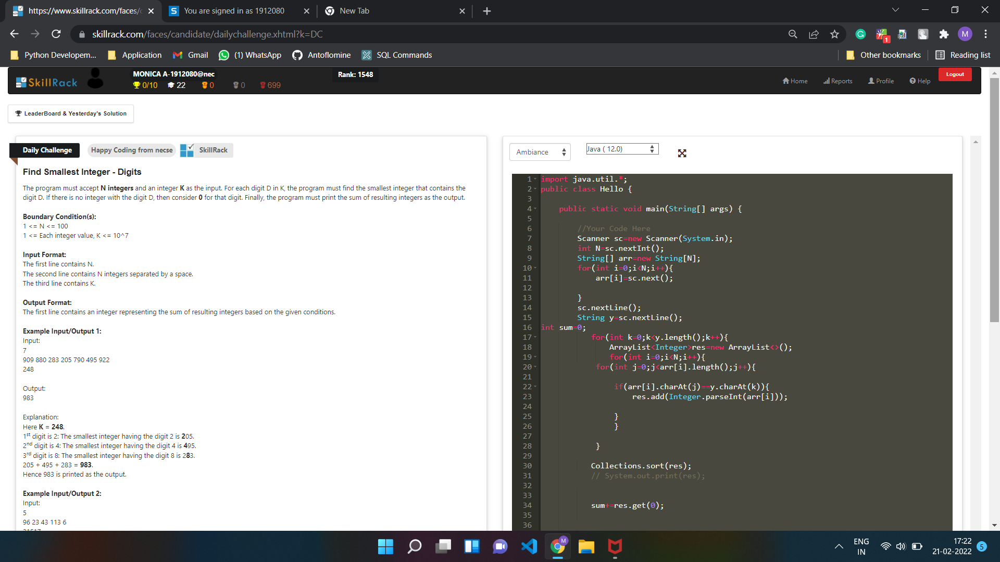 https://www.skillrack.com/faces/c
You are signed in as 1912080
New Tab
skillrack.com/faces/candidate/dailychallenge.xhtml?k=DC
1
M
Python Developem...
Application
Gmail
(1) WhatsApp
Antoflomine
SQL Commands
Other bookmarks
Reading list
SkillRack
MONICA A-1912080@nec
0/10 22 0 0 699
Rank: 1548
Home
Reports
Profile
Help
Logout
LeaderBoard & Yesterday's Solution
Daily Challenge
Happy Coding from necse
SkillRack
Find Smallest Integer - Digits
The program must accept N integers and an integer K as the input. For each digit D in K, the program must find the smallest integer that contains the
digit D. If there is no integer with the digit D, then consider 0 for that digit. Finally, the program must print the sum of resulting integers as the output.
Boundary Condition(s):
1 <= N <= 100
1 <= Each integer value, K <= 10^7
Input Format:
The first line contains N.
The second line contains N integers separated by a space.
The third line contains K.
Output Format:
The first line contains an integer representing the sum of resulting integers based on the given conditions.
Example Input/Output 1:
Input:
7
909 880 283 205 790 495 922
248
Output:
983
Explanation:
Here K = 248.
1st digit is 2: The smallest integer having the digit 2 is 205.
2nd digit is 4: The smallest integer having the digit 4 is 495.
3rd digit is 8: The smallest integer having the digit 8 is 283.
205 + 495 + 283 = 983.
Hence 983 is printed as the output.
Example Input/Output 2:
Input:
5
96 23 43 113 6
Ambiance
Java ( 12.0)
1 import java.util.*;
2 public class Hello {
3
4 public static void main(String[] args) {
5
6 //Your Code Here
7 Scanner sc=new Scanner(System.in);
8 int N=sc.nextInt();
9 String[] arr=new String[N];
10 for(int i=0;i<N;i++){
11 arr[i]=sc.next();
12
13 }
14 sc.nextLine();
15 String y=sc.nextLine();
16 int sum=0;
17 for(int k=0;k<y.length();k++){
18 ArrayList<Integer>res=new ArrayList<>();
19 for(int i=0;i<N;i++){
20 for(int j=0;j<arr[i].length();j++){
21
22 if(arr[i].charAt(j)==y.charAt(k)){
23 res.add(Integer.parseInt(arr[i]));
24
25 }
26 }
27
28 }
29
30 Collections.sort(res);
31 // System.out.print(res);
32
33
34 sum+=res.get(0);
35
36
M
ENG
IN
17:22
21-02-2022
5